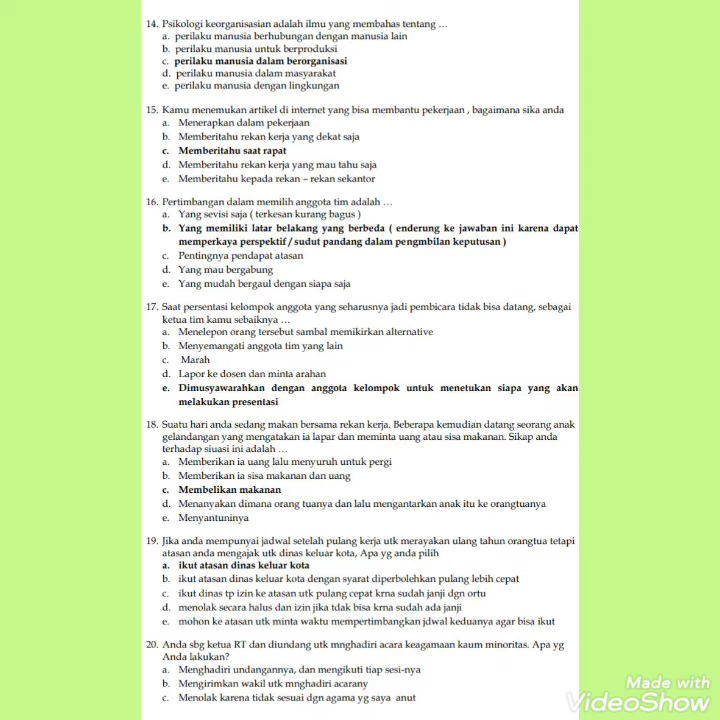 14. Psikologi keorganisasian adalah ilmu yang membahas tentang …
a. perilaku manusia berhubungan dengan manusia lain
b. perilaku manusia untuk berproduksi
c. perilaku manusia dalam berorganisasi
d. perilaku manusia dalam masyarakat
e. perilaku manusia dengan lingkungan
15. Kamu menemukan artikel di internet yang bisa membantu pekerjaan , bagaimana sika anda
a. Menerapkan dalam pekerjaan
b. Memberitahu rekan kerja yang dekat saja
c. Memberitahu saat rapat
d. Memberitahu rekan kerja yang mau tahu saja
e. Memberitahu kepada rekan – rekan sekantor
16. Pertimbangan dalam memilih anggota tim adalah …
a. Yang sevisi saja ( terkesan kurang bagus )
b. Yang memiliki latar belakang yang berbeda ( enderung ke jawaban ini karena dapat
memperkaya perspektif / sudut pandang dalam pengmbilan keputusan )
c. Pentingnya pendapat atasan
d. Yang mau bergabung
e. Yang mudah bergaul dengan siapa saja
17. Saat persentasi kelompok anggota yang seharusnya jadi pembicara tidak bisa datang, sebagai
ketua tim kamu sebaiknya …
a. Menelepon orang tersebut sambal memikirkan alternative
b. Menyemangati anggota tim yang lain
c. Marah
d. Lapor ke dosen dan minta arahan
e. Dimusyawarahkan dengan anggota kelompok untuk menetukan siapa yang akan
melakukan presentasi
18. Suatu hari anda sedang makan bersama rekan kerja. Beberapa kemudian datang seorang anak
gelandangan yang mengatakan ia lapar dan meminta uang atau sisa makanan. Sikap anda
terhadap siuasi ini adalah …
a. Memberikan ia uang lalu menyuruh untuk pergi
b. Memberikan ia sisa makanan dan uang
c. Membelikan makanan
d. Menanyakan dimana orang tuanya dan lalu mengantarkan anak itu ke orangtuanya
e. Menyantuninya
19. Jika anda mempunyai jadwal setelah pulang kerja utk merayakan ulang tahun orangtua tetapi
atasan anda mengajak utk dinas keluar kota, Apa yg anda pilih
a. ikut atasan dinas keluar kota
b. ikut atasan dinas keluar kota dengan syarat diperbolehkan pulang lebih cepat
c. ikut dinas tp izin ke atasan utk pulang cepat krna sudah janji dgn ortu
d. menolak secara halus dan izin jika tdak bisa krna sudah ada janji
e. mohon ke atasan utk minta waktu mempertimbangkan jdwal keduanya agar bisa ikut
20. Anda sbg ketua RT dan diundang utk mnghadiri acara keagamaan kaum minoritas. Apa yg
Anda lakukan?
a. Menghadiri undangannya, dan mengikuti tiap sesi-nya
b. Mengirimkan wakil utk mnghadiri acarany
c. Menolak karena tidak sesuai dgn agama yg saya anut
Made with
VideoShow